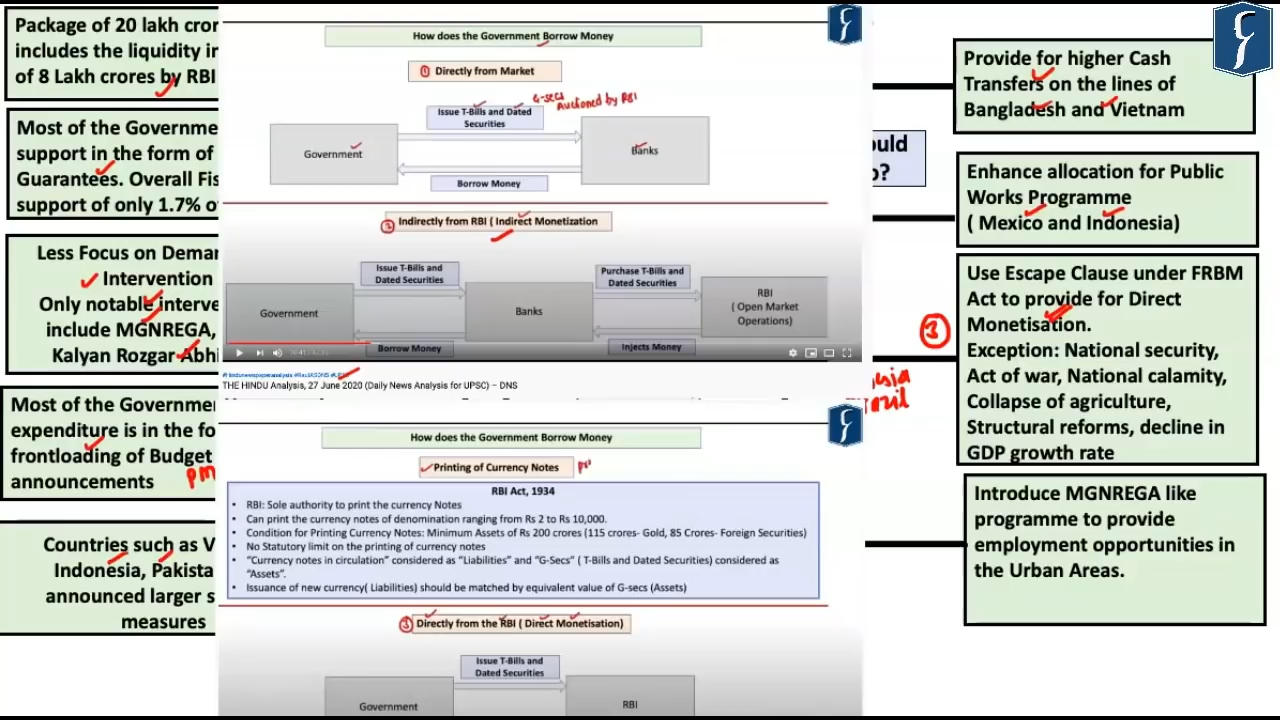 Package of 20 lakh cror
includes the liquidity in
of 8 Lakh crores by RBI
Most of the Governme
support in the form of
Guarantees. Overall Fis
support of only 1.7% o
Less Focus on Deman
Intervention
Only notable interve
include MGNREGA,
Kalyan Rozgar Abhi
Most of the Governmen
expenditure is in the fo
frontloading of Budget
announcements
Countries such as V
Indonesia, Pakista
announced larger s
measures
How does the Government Borrow Money
① Directly from Market
G-secs
Auctioned by RBI
Issue T-Bills and Dated
Securities
Government
Banks
Borrow Money
② Indirectly from RBI ( Indirect Monetization
Issue T-Bills and
Dated Securities
Purchase T-Bills and
Dated Securities
Government
Banks
RBI
( Open Market
Operations)
Borrow Money
Injects Money
THE HINDU Analysis, 27 June 2020 (Daily News Analysis for UPSC) – DNS
How does the Government Borrow Money
Printing of Currency Notes
RBI Act, 1934
• RBI: Sole authority to print the currency Notes
• Can print the currency notes of denomination ranging from Rs 2 to Rs 10,000.
• Condition for Printing Currency Notes: Minimum Assets of Rs 200 crores (115 crores- Gold, 85 Crores- Foreign Securities)
• No Statutory limit on the printing of currency notes
• "Currency notes in circulation" considered as "Liabilities" and "G-Secs" ( T-Bills and Dated Securities) considered as
"Assets".
• Issuance of new currency( Liabilities) should be matched by equivalent value of G-secs (Assets)
③ Directly from the RBI ( Direct Monetisation)
Issue T-Bills and
Dated Securities
Government
RBI
ould
o?
Provide for higher Cash
Transfers on the lines of
Bangladesh and Vietnam
Enhance allocation for Public
Works Programme
( Mexico and Indonesia)
③
Use Escape Clause under FRBM
Act to provide for Direct
Monetisation.
Exception: National security,
Act of war, National calamity,
Collapse of agriculture,
Structural reforms, decline in
GDP growth rate
Introduce MGNREGA like
programme to provide
employment opportunities in
the Urban Areas.